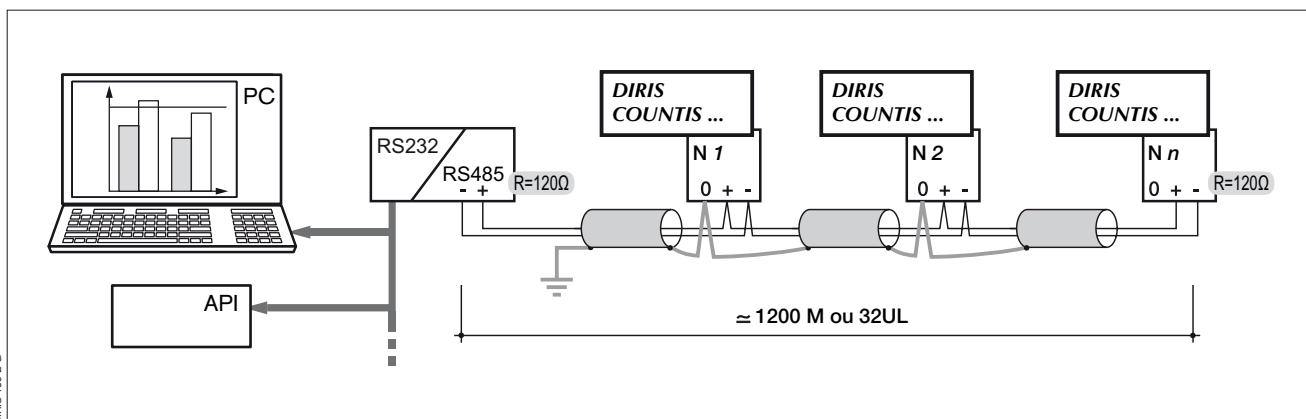 PC
API
RS232
RS485
- +
R=120Ω
DIRIS
COUNTIS ...
N 1
0 + -
DIRIS
COUNTIS ...
N 2
0 + -
DIRIS
COUNTIS ...
N n
0 + -
R=120Ω
≃ 1200 M ou 32UL